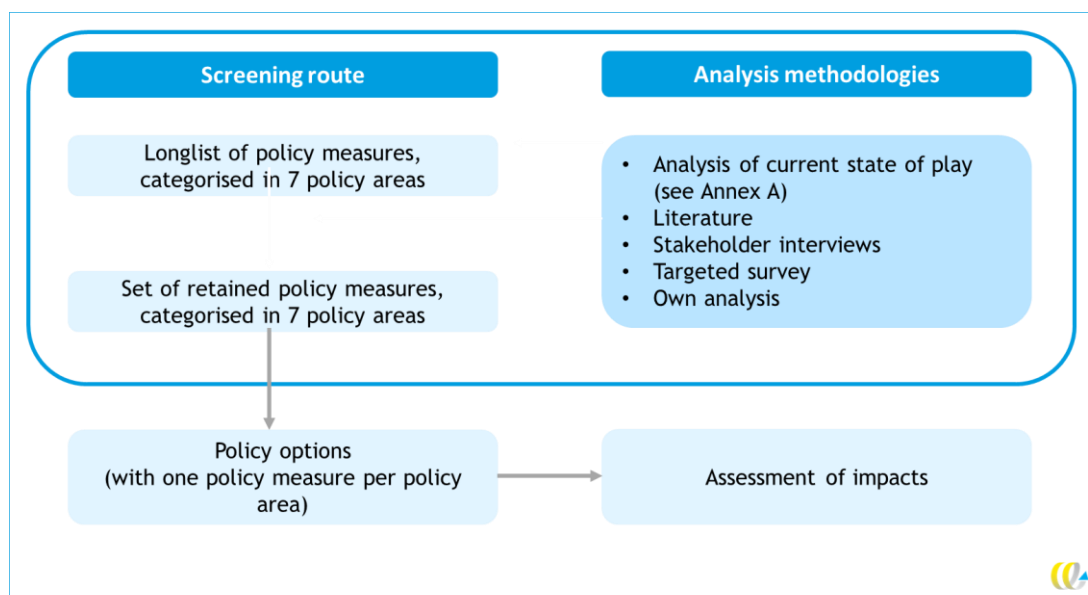 Screening route
Analysis methodologies
Longlist of policy measures,
categorised in 7 policy areas
• Analysis of current state of play
(see Annex A)
• Literature
• Stakeholder interviews
• Targeted survey
• Own analysis
Set of retained policy measures,
categorised in 7 policy areas
Policy options
(with one policy measure per policy
area)
Assessment of impacts